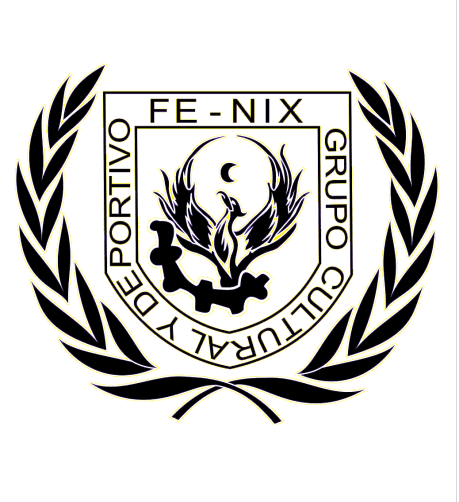 FE-NIX
GRUPO CULTURAL Y DEPORTIVO